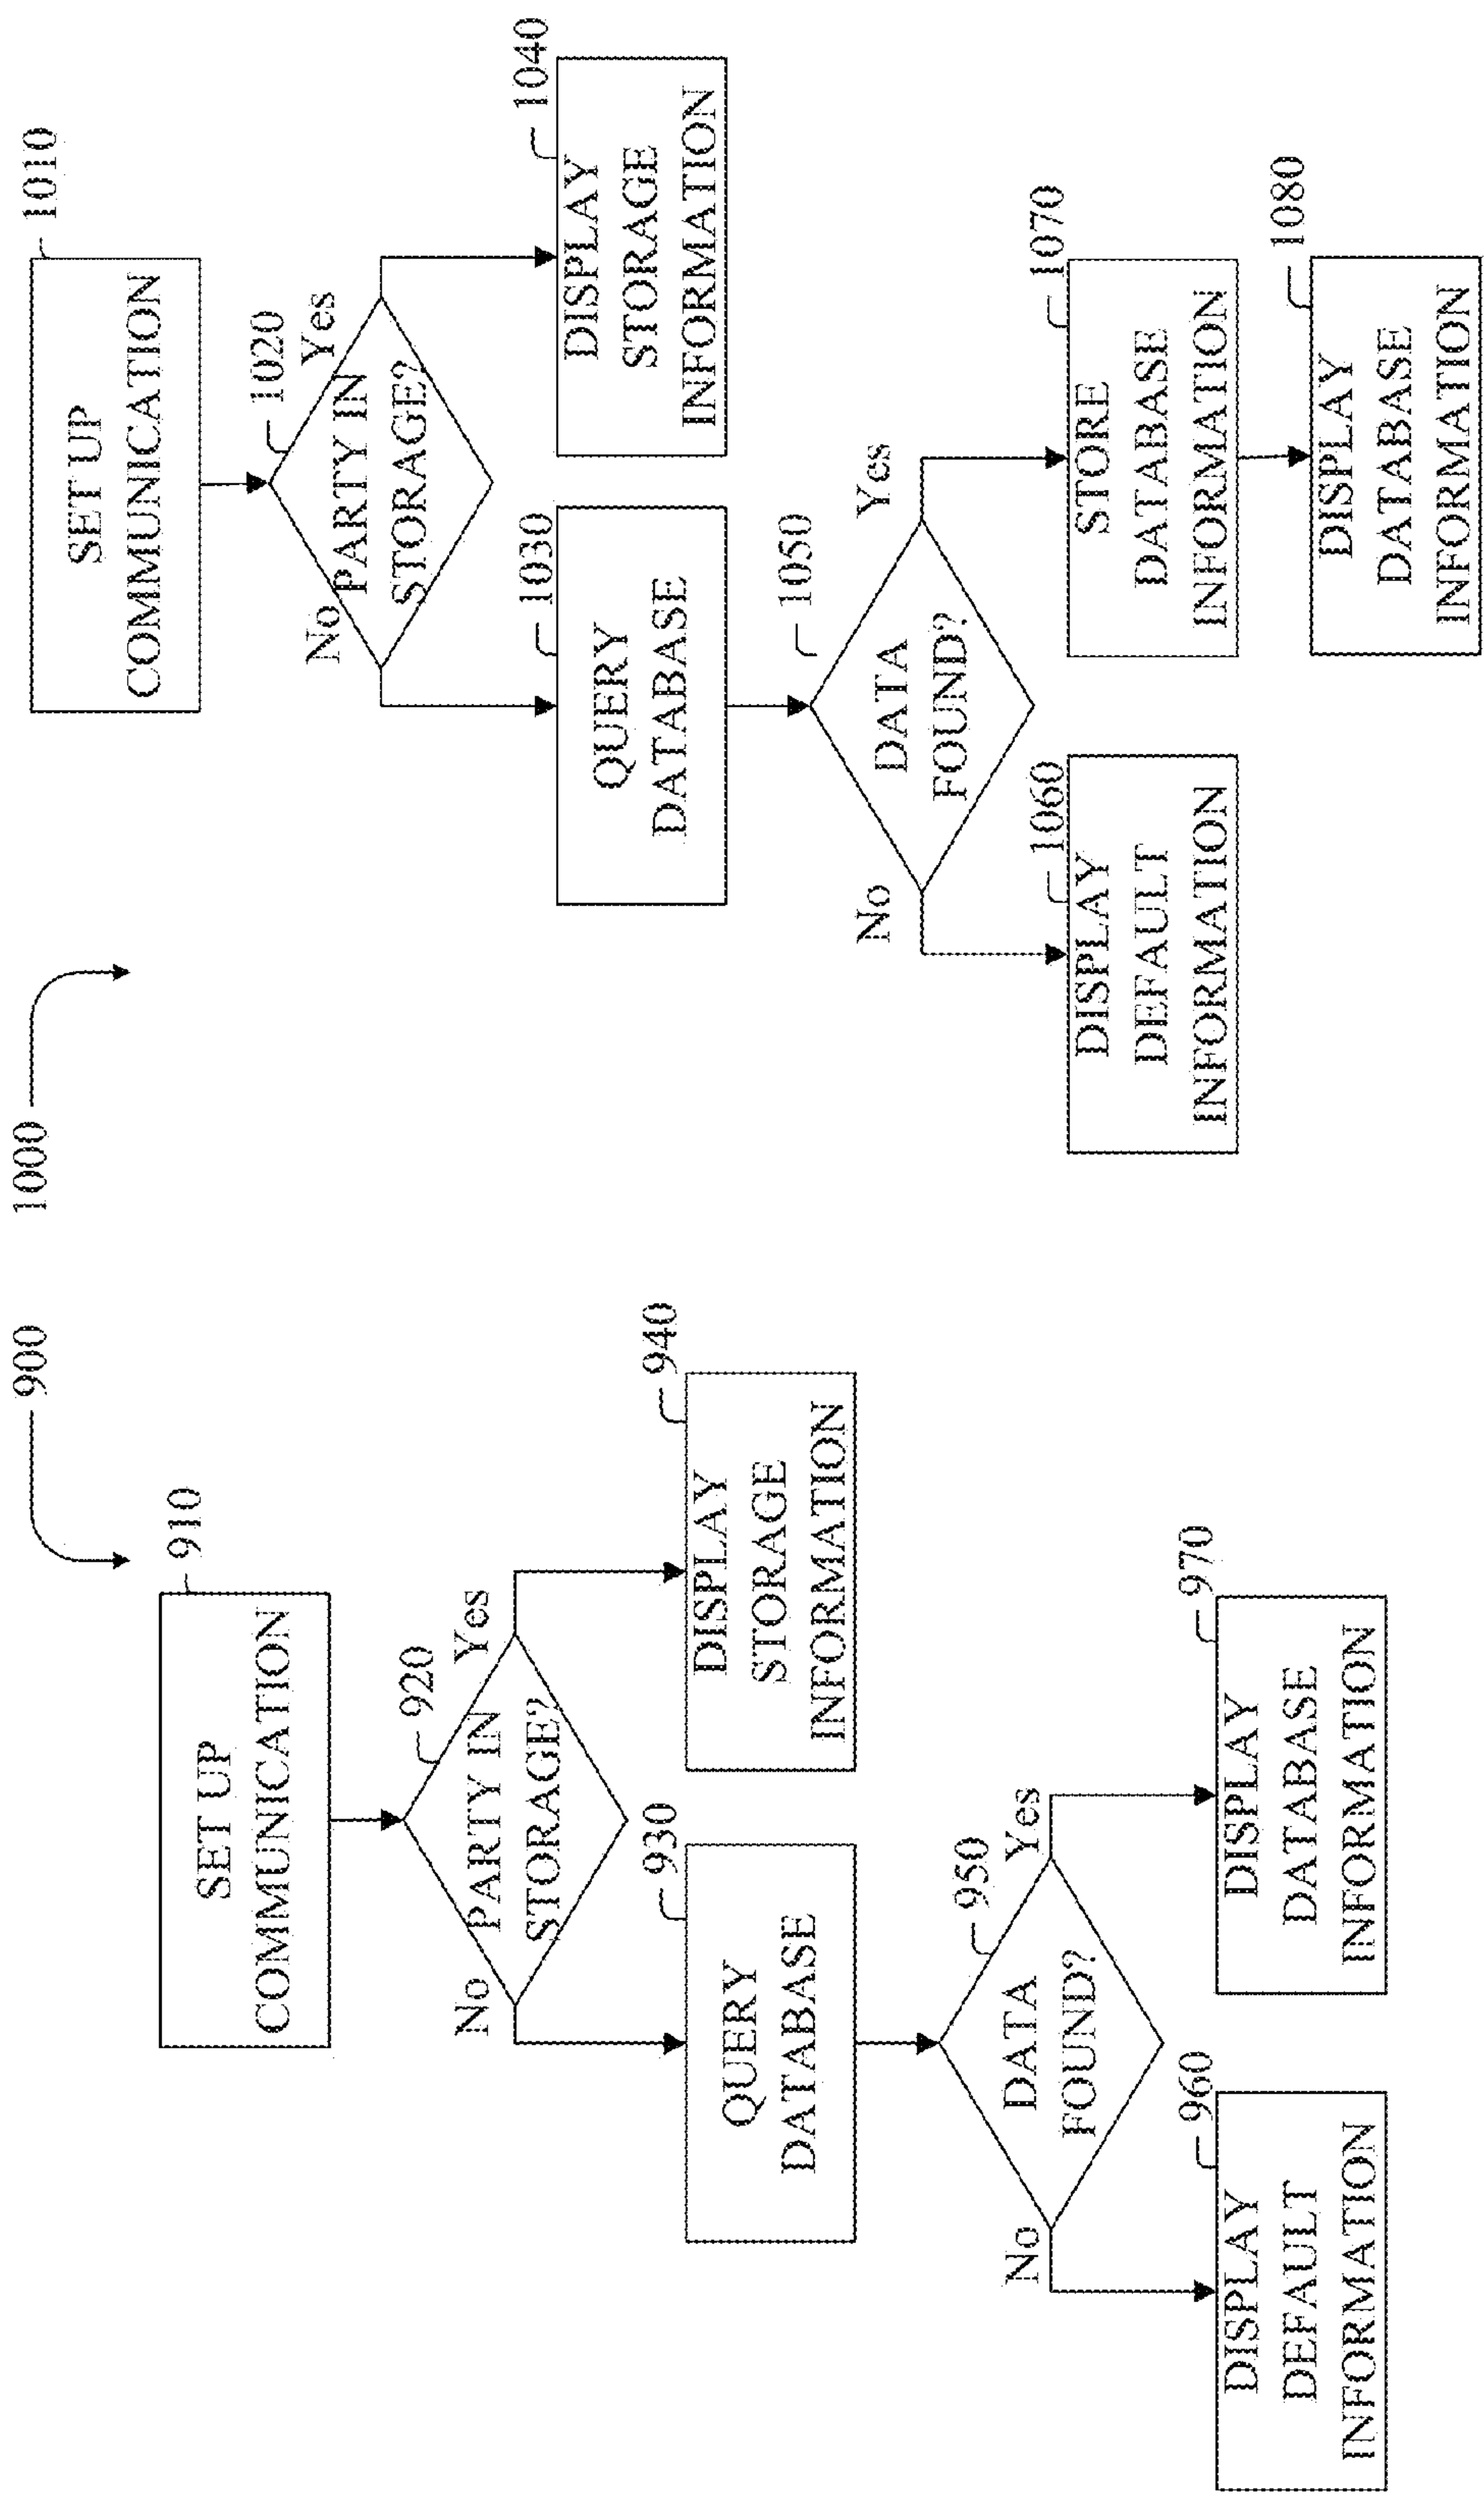 900
SET UP
COMMUNICATION
910
PARTY IN
STORAGE?
920
No
Yes
QUERY
DATABASE
930
DISPLAY
STORAGE
INFORMATION
940
DATA
FOUND?
950
No
Yes
DISPLAY
DEFAULT
INFORMATION
960
DISPLAY
DATABASE
INFORMATION
970
1000
SET UP
COMMUNICATION
1010
PARTY IN
STORAGE?
1020
No
Yes
QUERY
DATABASE
1030
DISPLAY
STORAGE
INFORMATION
1040
DATA
FOUND?
1050
No
Yes
DISPLAY
DEFAULT
INFORMATION
1060
STORE
DATABASE
INFORMATION
1070
DISPLAY
DATABASE
INFORMATION
1080